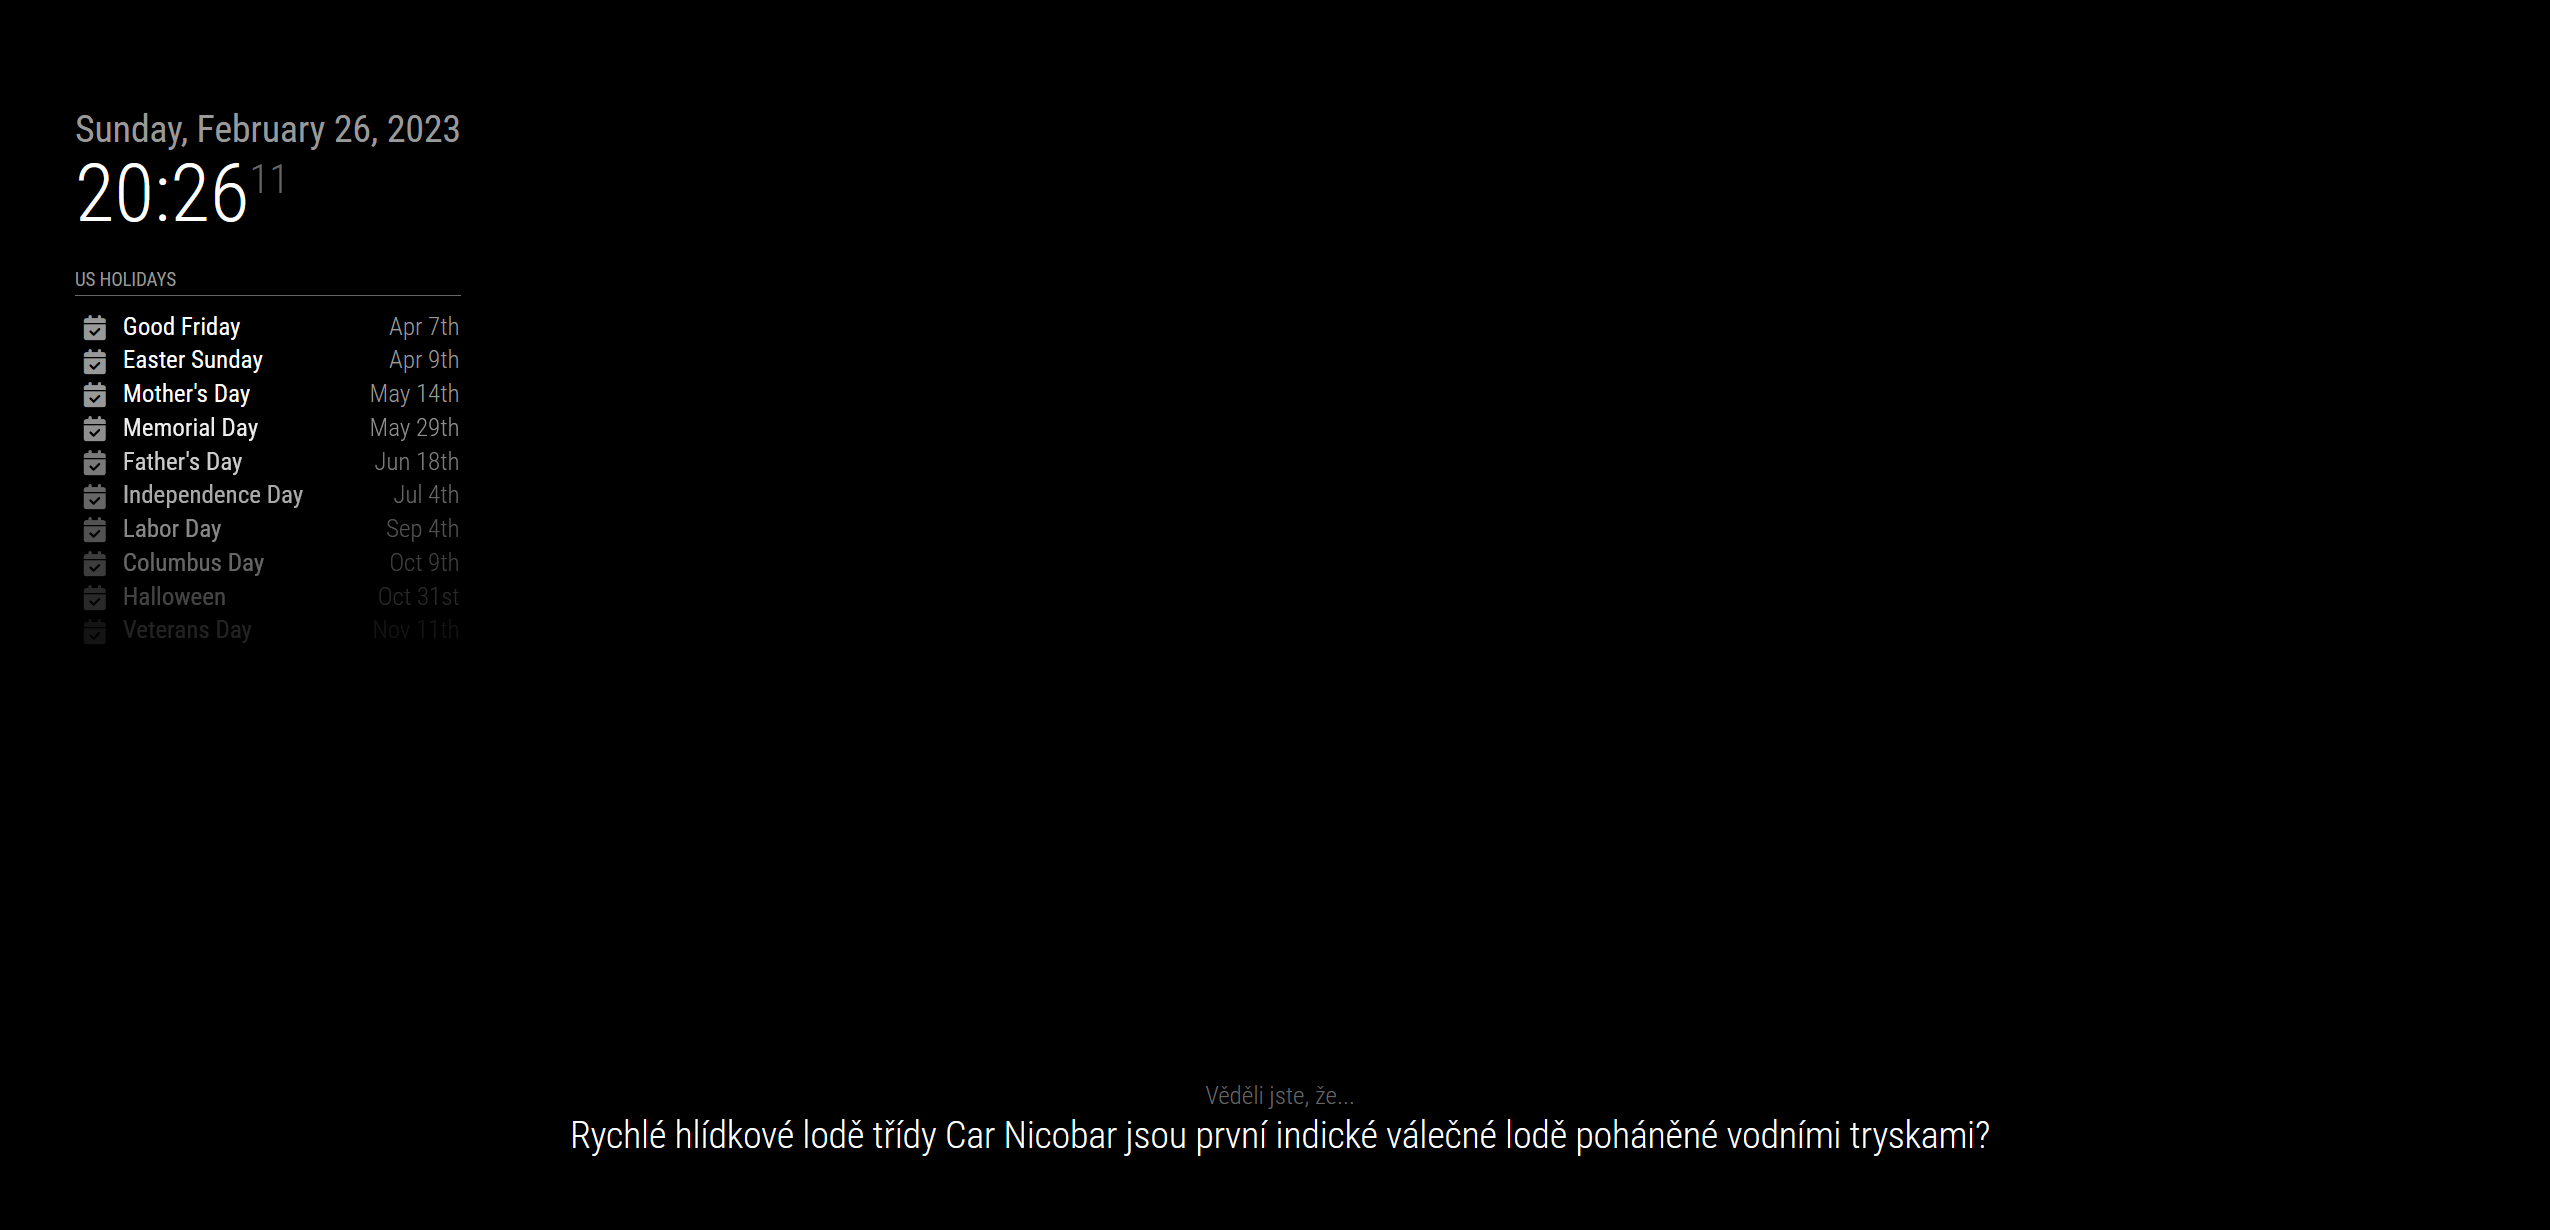 Sunday, February 26, 2023
20:26 11
US HOLIDAYS
Good Friday Apr 7th
Easter Sunday Apr 9th
Mother's Day May 14th
Memorial Day May 29th
Father's Day Jun 18th
Independence Day Jul 4th
Labor Day Sep 4th
Columbus Day Oct 9th
Halloween Oct 31st
Veterans Day Nov 11th
Věděli jste, že...
Rychlé hlídkové lodě třídy Car Nicobar jsou první indické válečné lodě poháněné vodními tryskami?